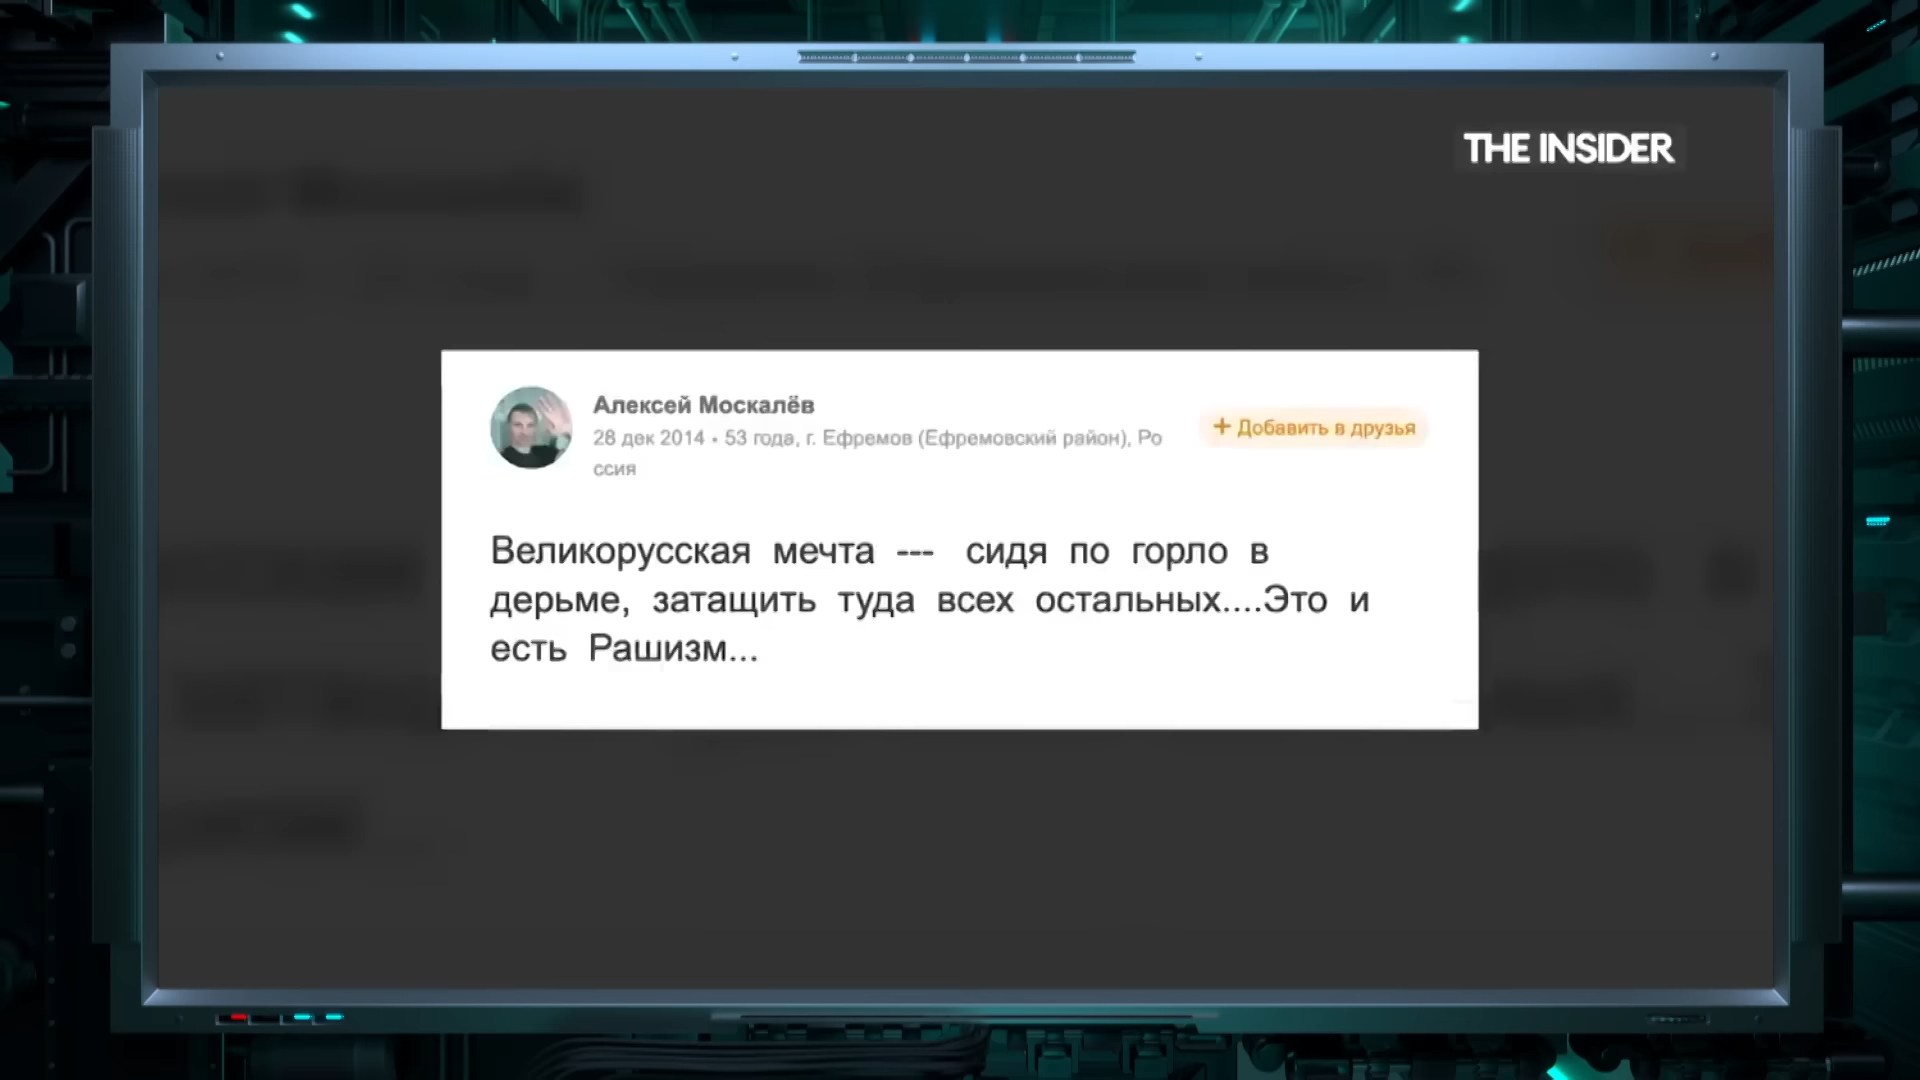 THE INSIDER
Алексей Москалёв
28 дек 2014 • 53 года, г. Ефремов (Ефремовский район), Ро
ссия
+ Добавить в друзья
Великорусская мечта --- сидя по горло в
дерьме, затащить туда всех остальных....Это и
есть Рашизм...